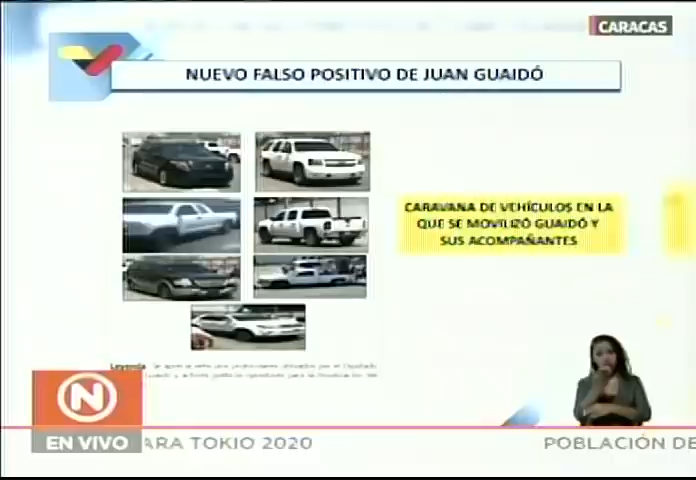 CARACAS
NUEVO FALSO POSITIVO DE JUAN GUAIDÓ
CARAVANA DE VEHÍCULOS EN LA
QUE SE MOVILIZÓ GUAIDÓ Y
SUS ACOMPAÑANTES
Leyenda:
N
EN VIVO
ARA TOKIO 2020
POBLACIÓN DE